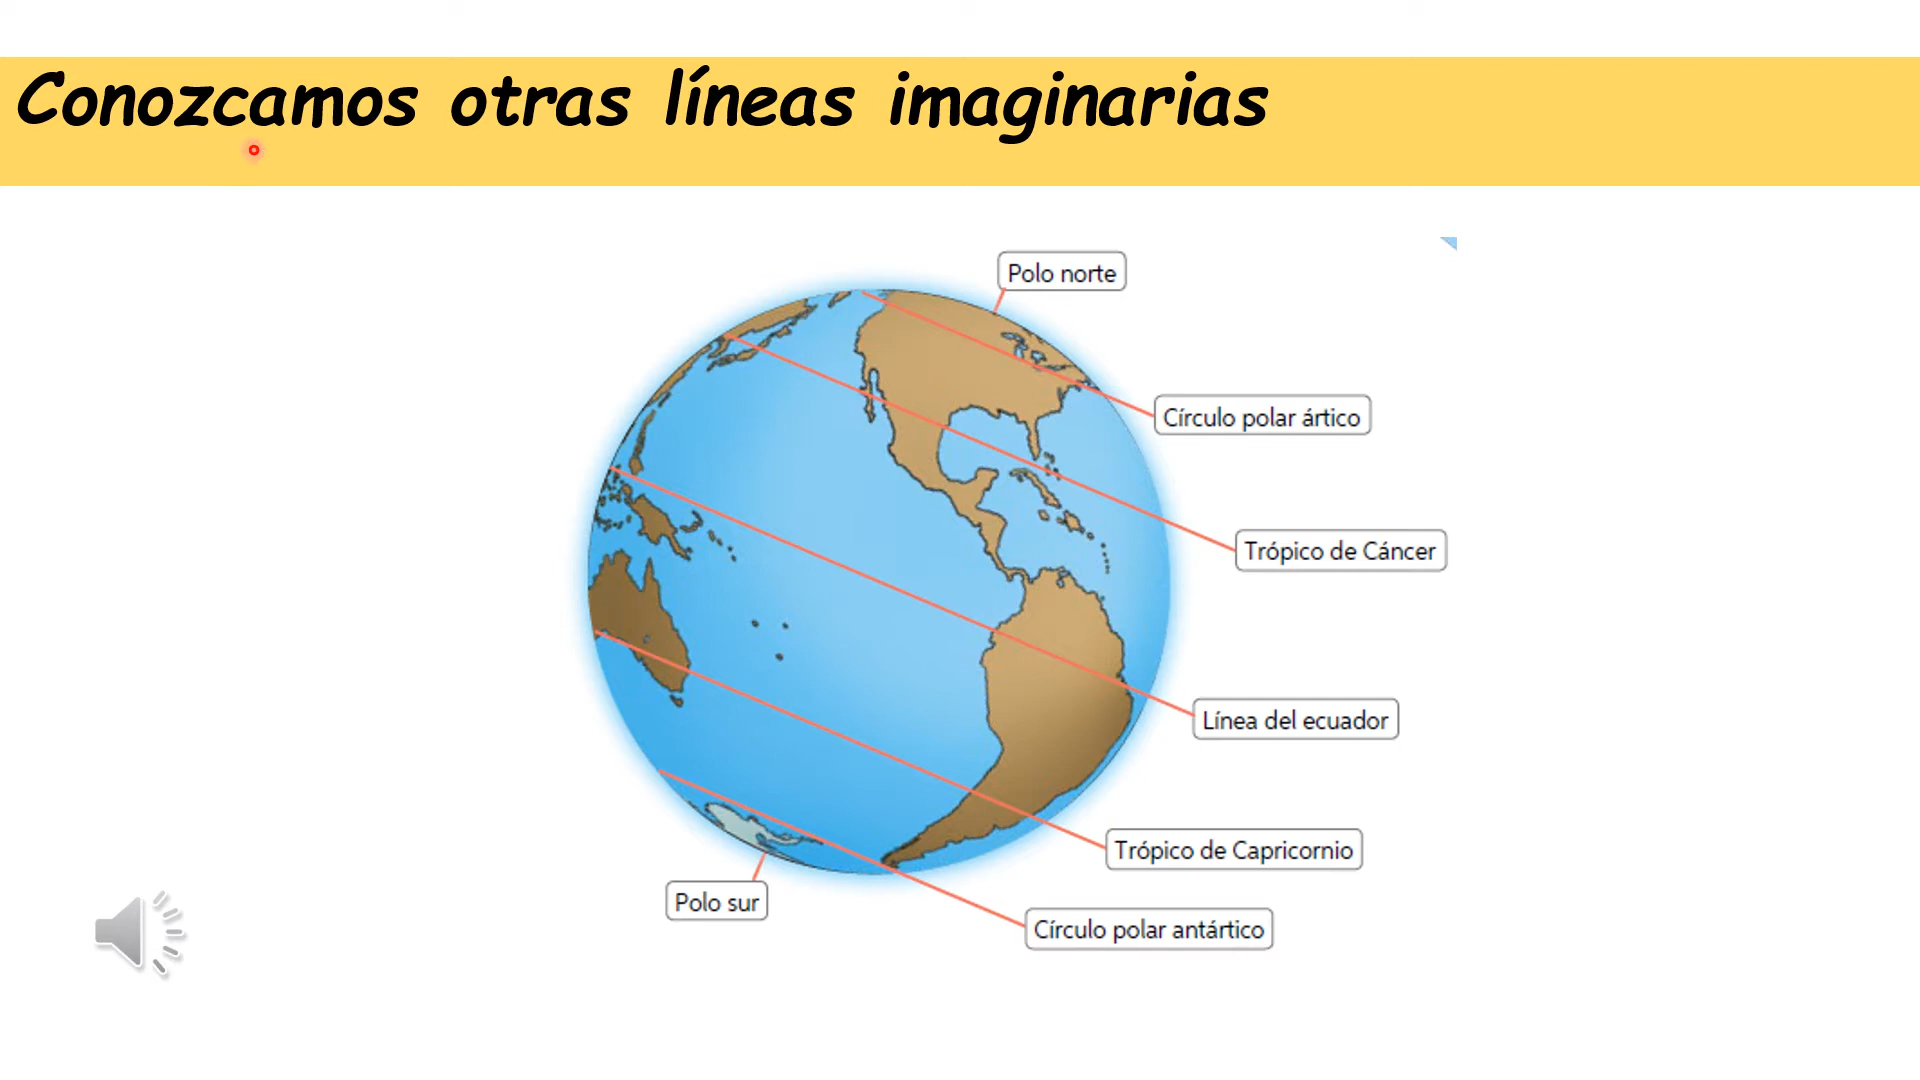 Conozcamos otras líneas imaginarias
Polo norte
Círculo polar ártico
Trópico de Cáncer
Línea del ecuador
Trópico de Capricornio
Polo sur
Círculo polar antártico